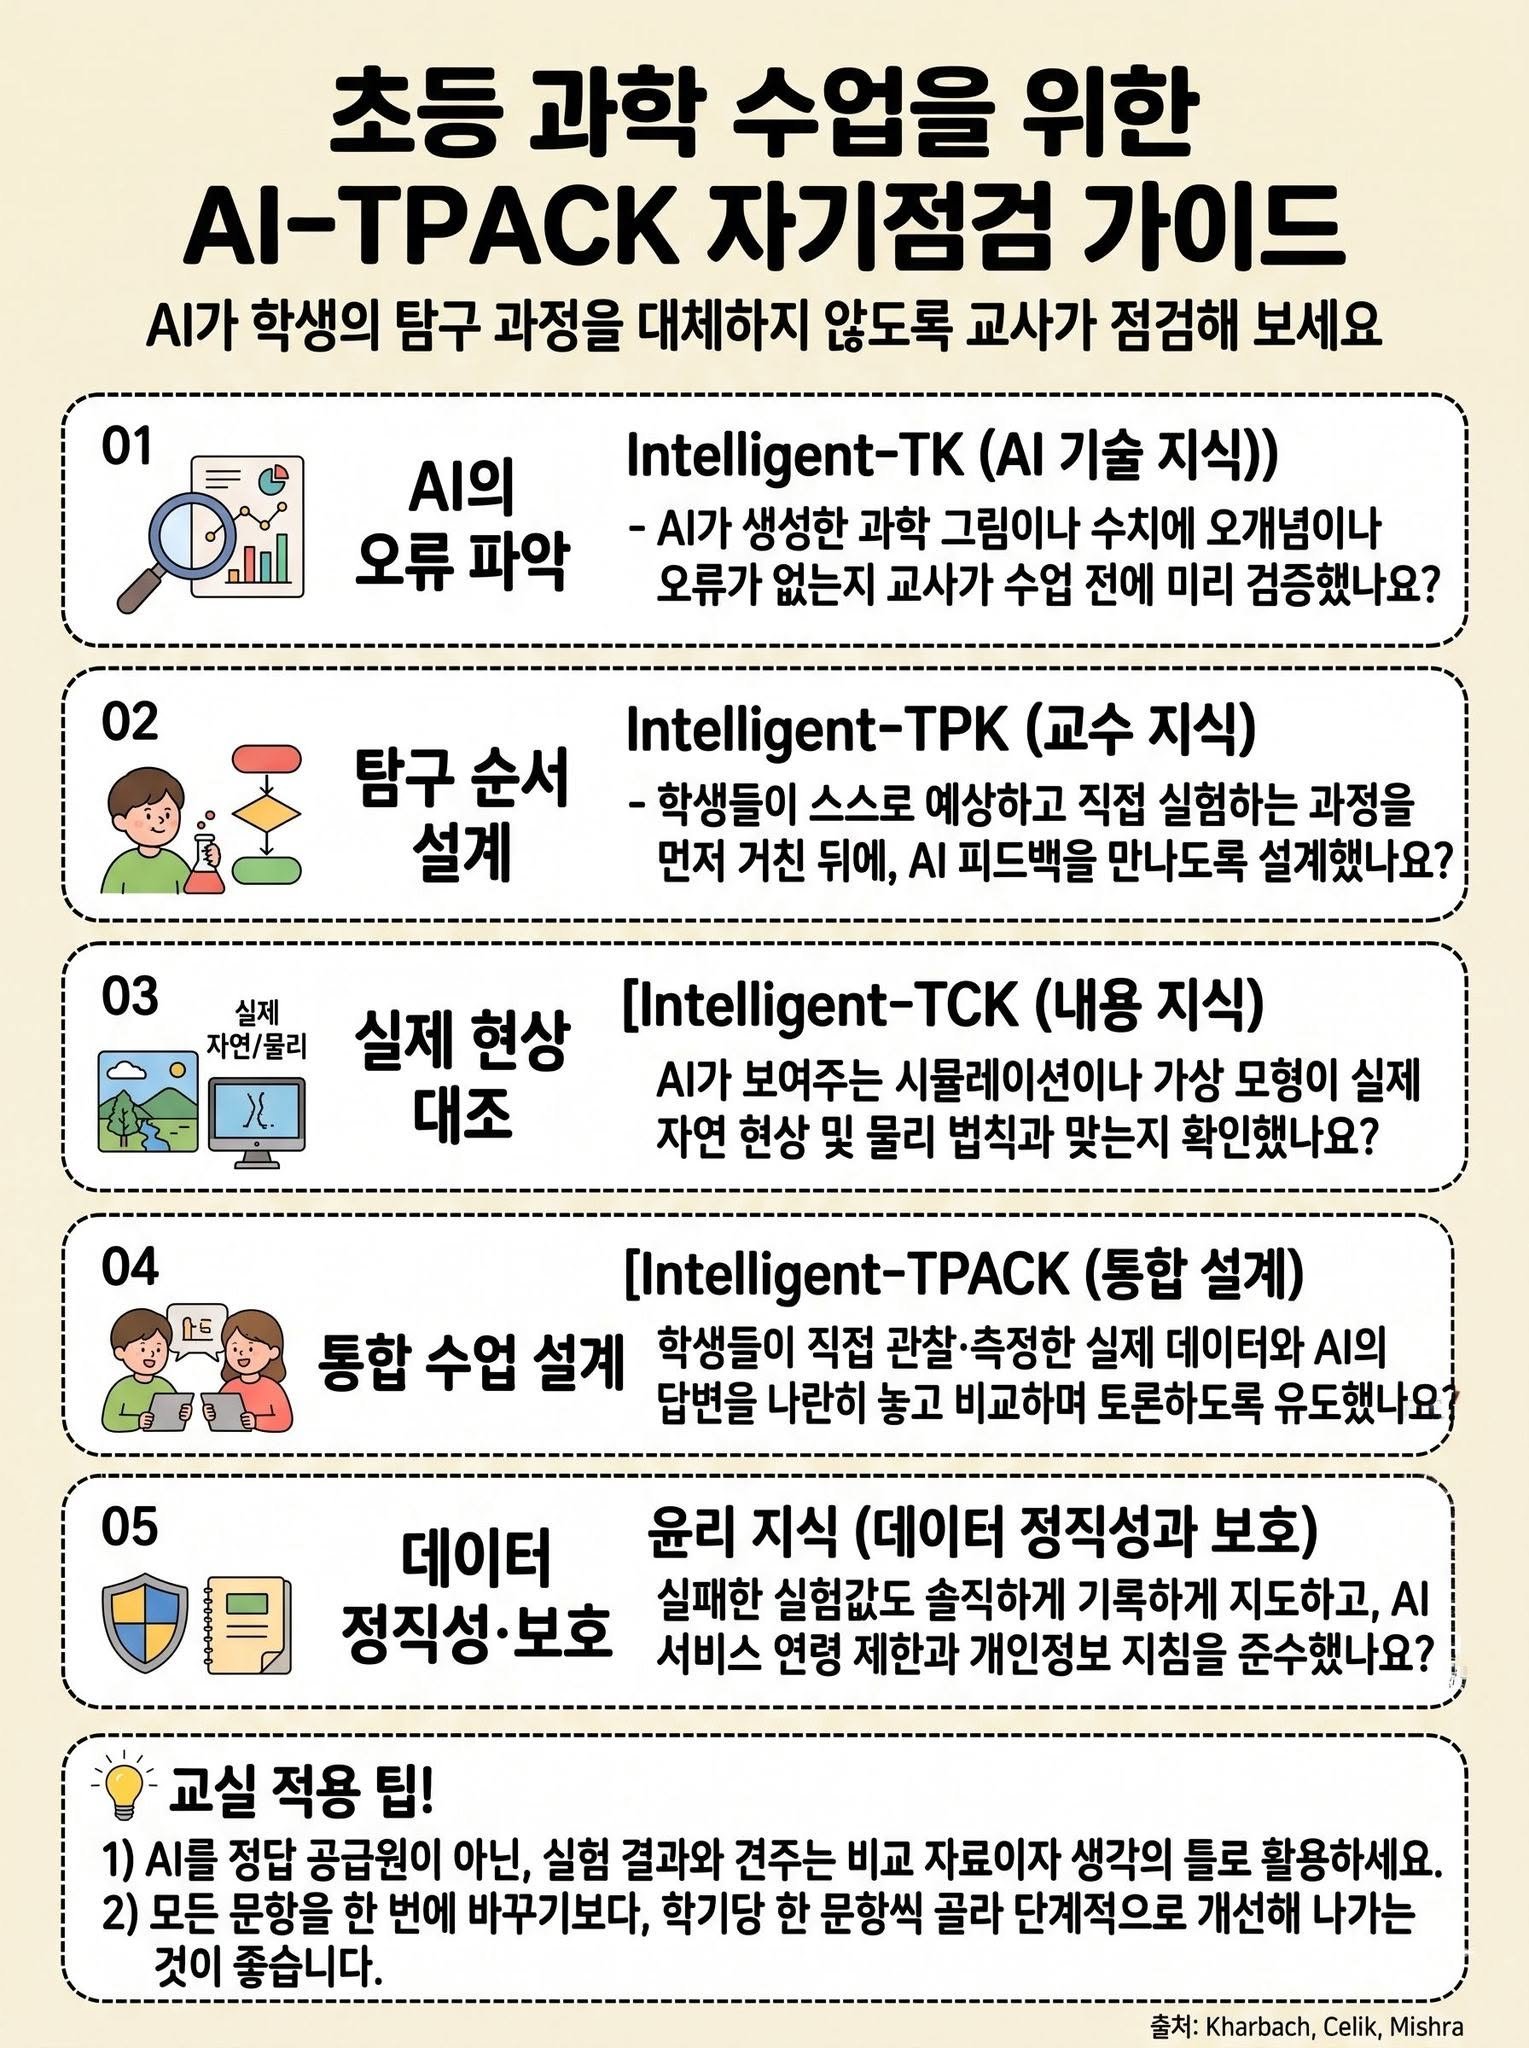 초등 과학 수업을 위한
AI-TPACK 자기점검 가이드
AI가 학생의 탐구 과정을 대체하지 않도록 교사가 점검해 보세요
01
AI의
오류 파악
Intelligent-TK (AI 기술 지식))
- AI가 생성한 과학 그림이나 수치에 오개념이나
오류가 없는지 교사가 수업 전에 미리 검증했나요?
02
탐구 순서
설계
Intelligent-TPK (교수 지식)
- 학생들이 스스로 예상하고 직접 실험하는 과정을
먼저 거친 뒤에, AI 피드백을 만나도록 설계했나요?
03
실제
자연/물리
실제 현상
대조
[Intelligent-TCK (내용 지식)
AI가 보여주는 시뮬레이션이나 가상 모형이 실제
자연 현상 및 물리 법칙과 맞는지 확인했나요?
04
통합 수업 설계
[Intelligent-TPACK (통합 설계)
학생들이 직접 관찰·측정한 실제 데이터와 AI의
답변을 나란히 놓고 비교하며 토론하도록 유도했나요?
05
데이터
정직성·보호
윤리 지식 (데이터 정직성과 보호)
실패한 실험값도 솔직하게 기록하게 지도하고, AI
서비스 연령 제한과 개인정보 지침을 준수했나요?
교실 적용 팁!
1) AI를 정답 공급원이 아닌, 실험 결과와 견주는 비교 자료이자 생각의 틀로 활용하세요.
2) 모든 문항을 한 번에 바꾸기보다, 학기당 한 문항씩 골라 단계적으로 개선해 나가는
것이 좋습니다.
출처: Kharbach, Celik, Mishra